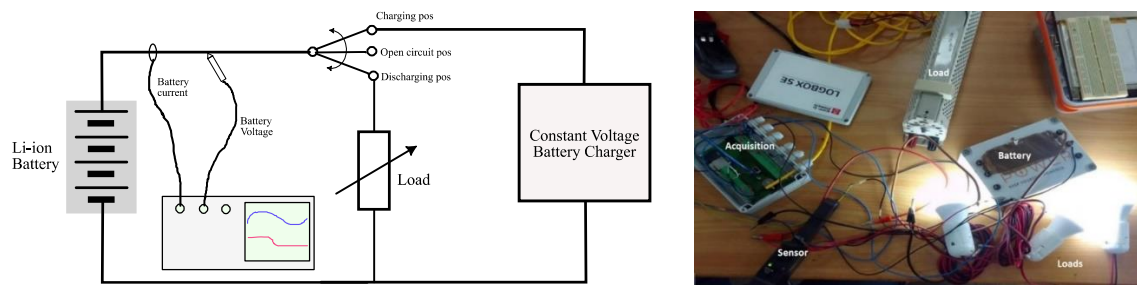 Charging pos
Open circuit pos
Discharging pos
Battery
current
Battery
Voltage
Li-ion
Battery
Load
Constant Voltage
Battery Charger
Load
LOGBOX SE
Acquisition
Battery
Sensor
Loads